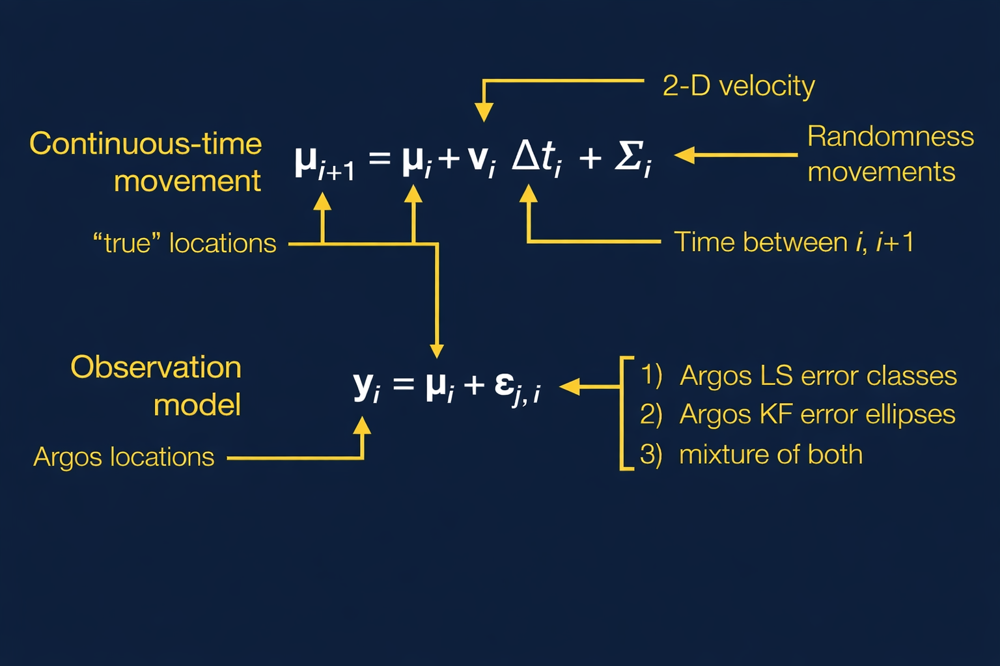 2-D velocity
Continuous-time
movement
μᵢ₊₁ = μᵢ + vᵢ Δtᵢ + Σᵢ
Randomness
movements
“true” locations
Time between i, i+1
Observation
model
yᵢ = μᵢ + ε_{j, i}
1) Argos LS error classes
2) Argos KF error ellipses
3) mixture of both
Argos locations